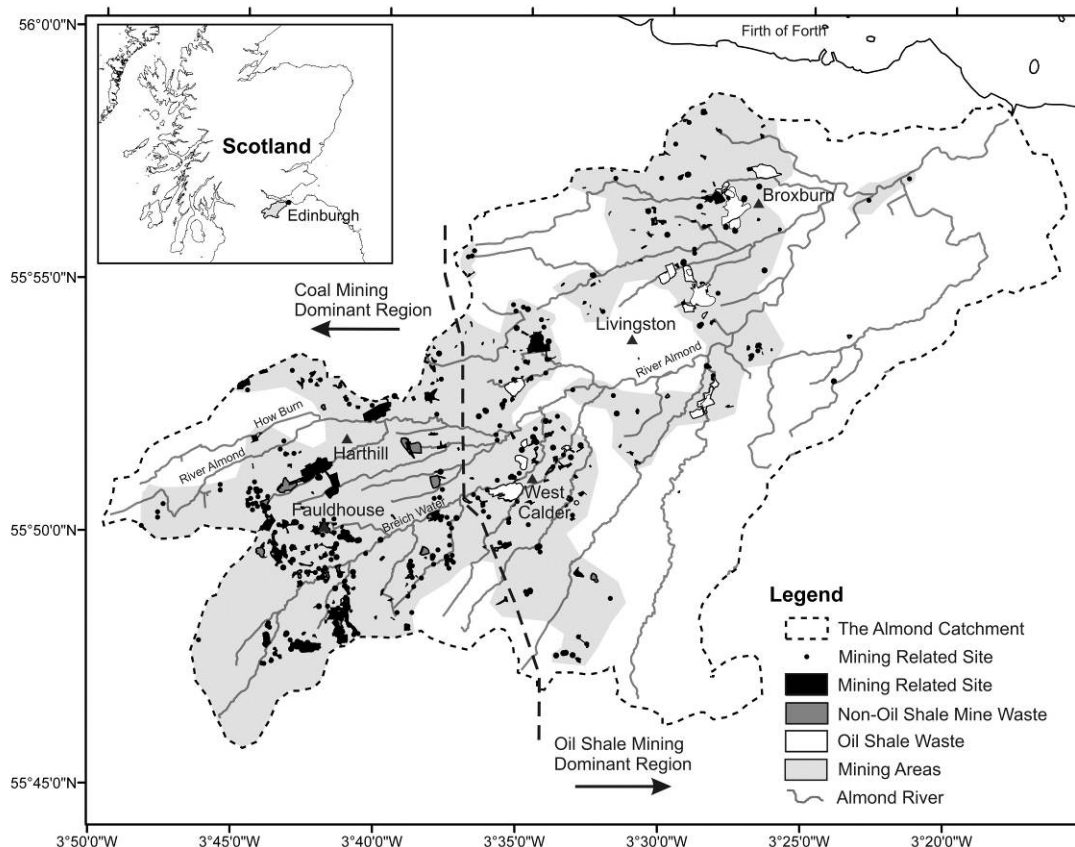 56°0'0"N
55°55'0"N
55°50'0"N
55°45'0"N
Scotland
Edinburgh
Firth of Forth
Broxburn
Coal Mining
Dominant Region
Livingston
River Almond
How Burn
River Almond
Harthill
Fauldhouse
Breich Water
West
Calder
Oil Shale Mining
Dominant Region
Legend
The Almond Catchment
Mining Related Site
Mining Related Site
Non-Oil Shale Mine Waste
Oil Shale Waste
Mining Areas
Almond River
3°50'0"W
3°45'0"W
3°40'0"W
3°35'0"W
3°30'0"W
3°25'0"W
3°20'0"W